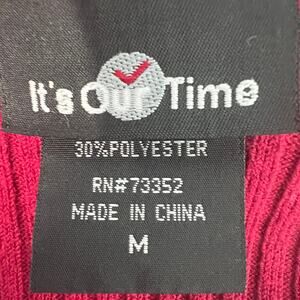 It's Our Time
30%POLYESTER
RN#73352
MADE IN CHINA
M